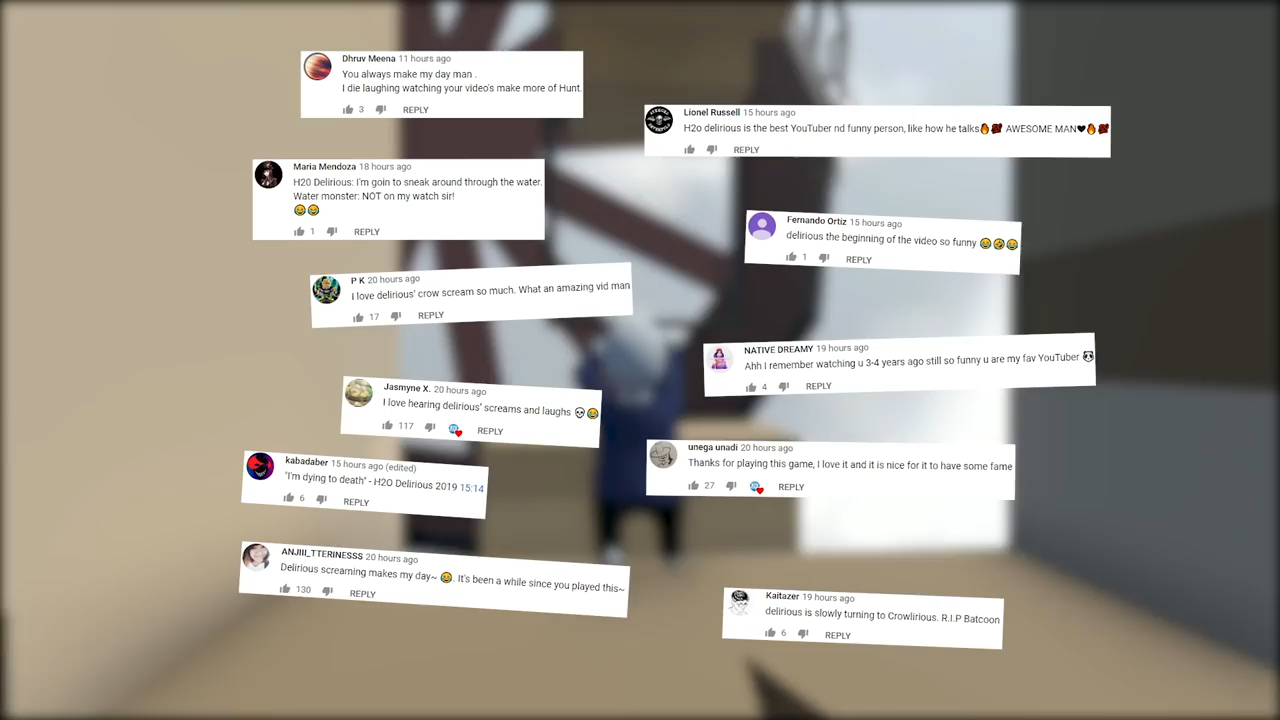 Dhruv Meena 11 hours ago
You always make my day man .
I die laughing watching your video's make more of Hunt.
3 REPLY
Lionel Russell 15 hours ago
H2o delirious is the best YouTuber nd funny person, like how he talks🔥💯 AWESOME MAN🖤🔥💯
REPLY
Maria Mendoza 18 hours ago
H20 Delirious: I'm goin to sneak around through the water.
Water monster: NOT on my watch sir!
😂😂
1 REPLY
Fernando Ortiz 15 hours ago
delirious the beginning of the video so funny 😂🤣😂
1 REPLY
P K 20 hours ago
I love delirious' crow scream so much. What an amazing vid man
17 REPLY
NATIVE DREAMY 19 hours ago
Ahh I remember watching u 3-4 years ago still so funny u are my fav YouTuber 🐼
4 REPLY
Jasmyne X. 20 hours ago
I love hearing delirious' screams and laughs 💀😂
117 REPLY
unega unadi 20 hours ago
Thanks for playing this game, I love it and it is nice for it to have some fame
27 REPLY
kabadaber 15 hours ago (edited)
"I'm dying to death" - H2O Delirious 2019 15:14
6 REPLY
ANJIII_TTERINESSS 20 hours ago
Delirious screaming makes my day~ 😂. It's been a while since you played this~
130 REPLY
Kaitazer 19 hours ago
delirious is slowly turning to Crowlirious. R.I.P Batcoon
6 REPLY